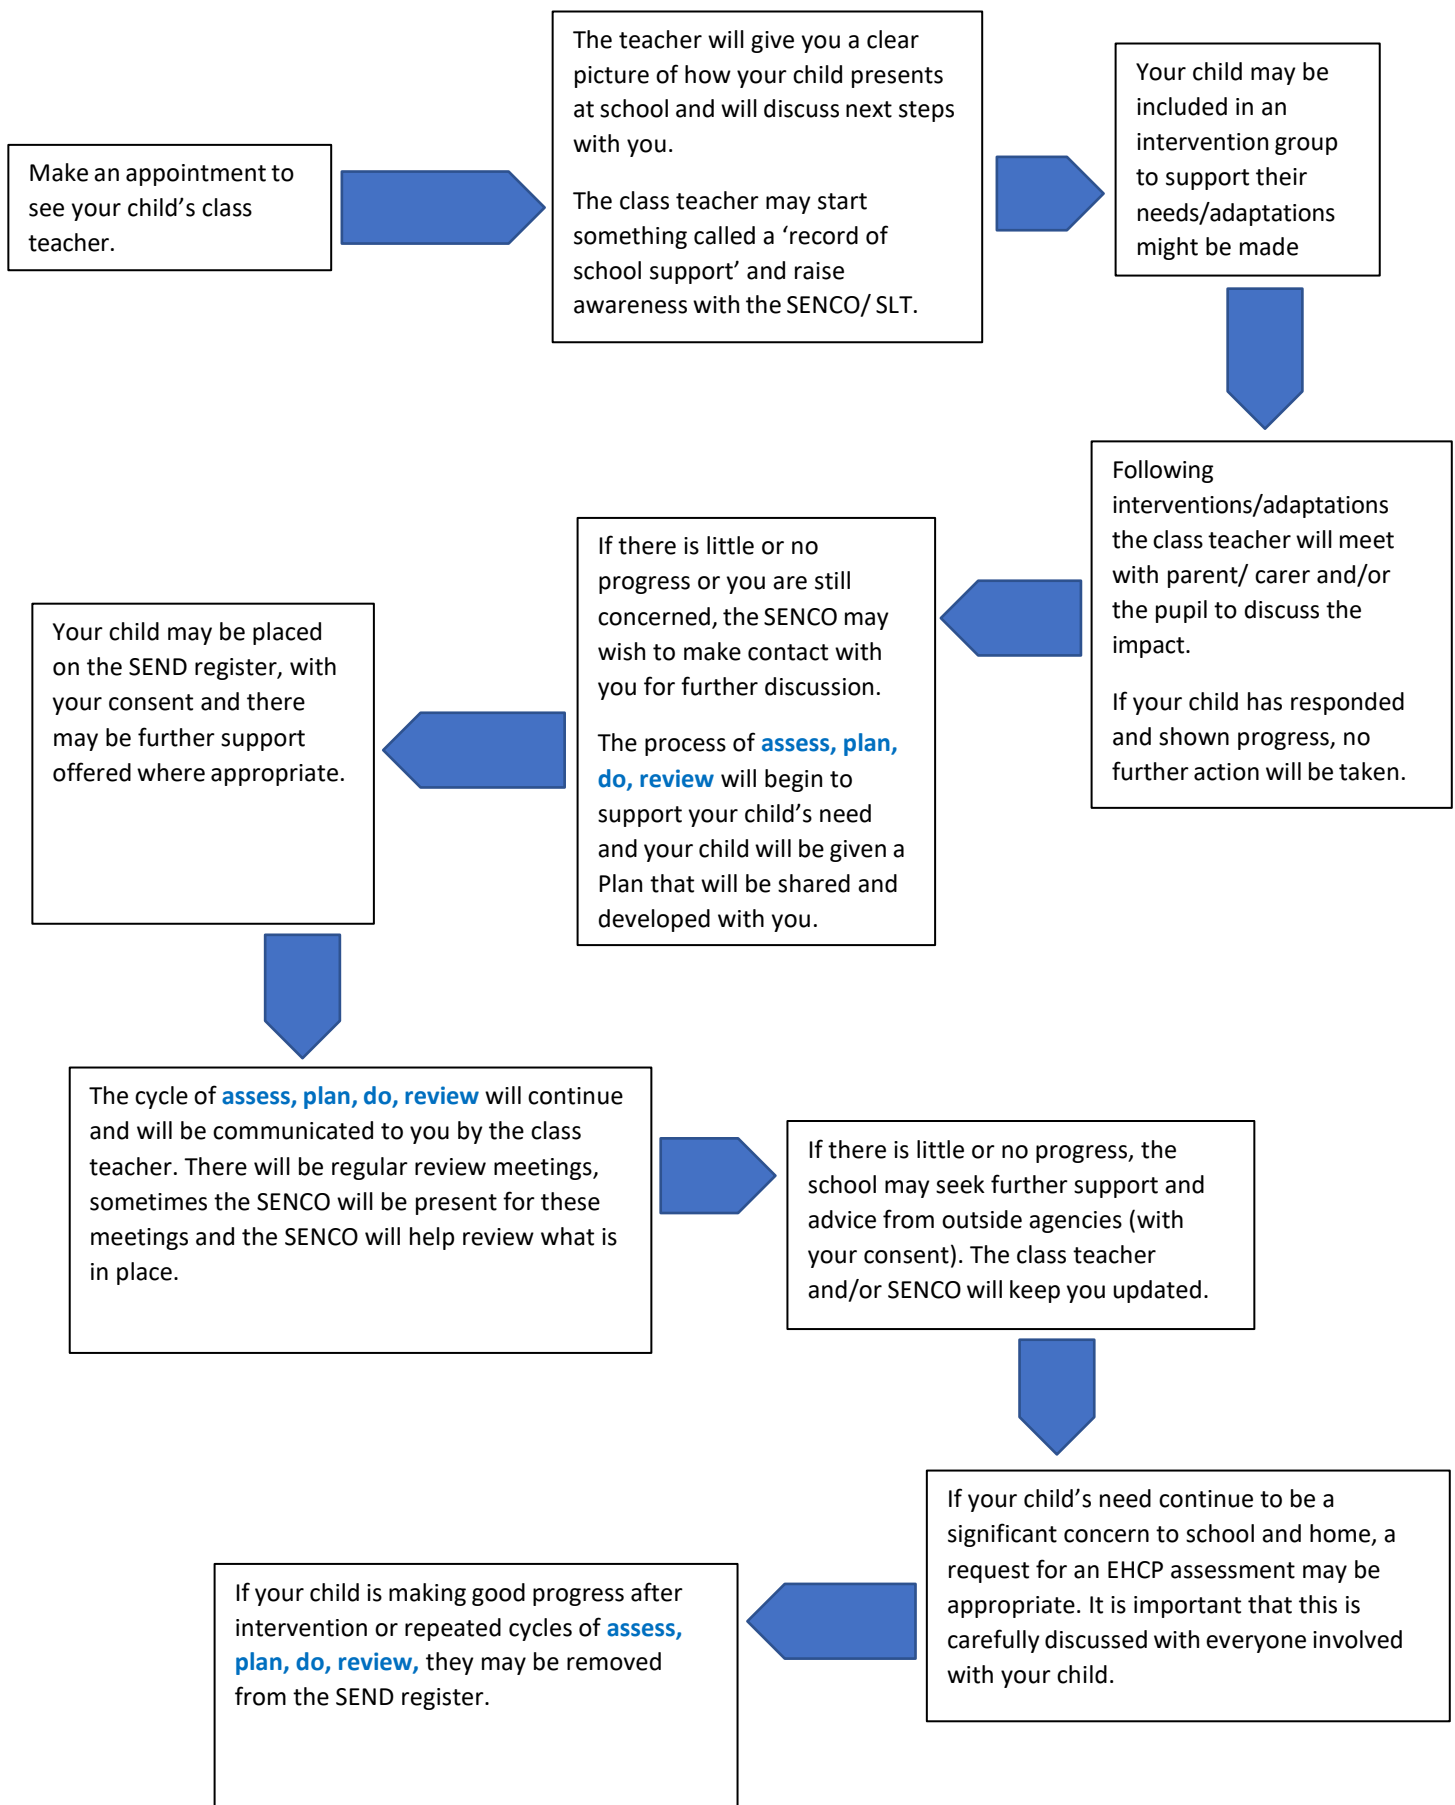 Make an appointment to
see your child’s class
teacher.
The teacher will give you a clear
picture of how your child presents
at school and will discuss next steps
with you.
The class teacher may start
something called a ‘record of
school support’ and raise
awareness with the SENCO/ SLT.
Your child may be
included in an
intervention group
to support their
needs/adaptations
might be made
Following
interventions/adaptations
the class teacher will meet
with parent/ carer and/or
the pupil to discuss the
impact.
If your child has responded
and shown progress, no
further action will be taken.
If there is little or no
progress or you are still
concerned, the SENCO may
wish to make contact with
you for further discussion.
The process of assess, plan,
do, review will begin to
support your child’s need
and your child will be given a
Plan that will be shared and
developed with you.
Your child may be placed
on the SEND register, with
your consent and there
may be further support
offered where appropriate.
The cycle of assess, plan, do, review will continue
and will be communicated to you by the class
teacher. There will be regular review meetings,
sometimes the SENCO will be present for these
meetings and the SENCO will help review what is
in place.
If there is little or no progress, the
school may seek further support and
advice from outside agencies (with
your consent). The class teacher
and/or SENCO will keep you updated.
If your child’s need continue to be a
significant concern to school and home, a
request for an EHCP assessment may be
appropriate. It is important that this is
carefully discussed with everyone involved
with your child.
If your child is making good progress after
intervention or repeated cycles of assess,
plan, do, review, they may be removed
from the SEND register.